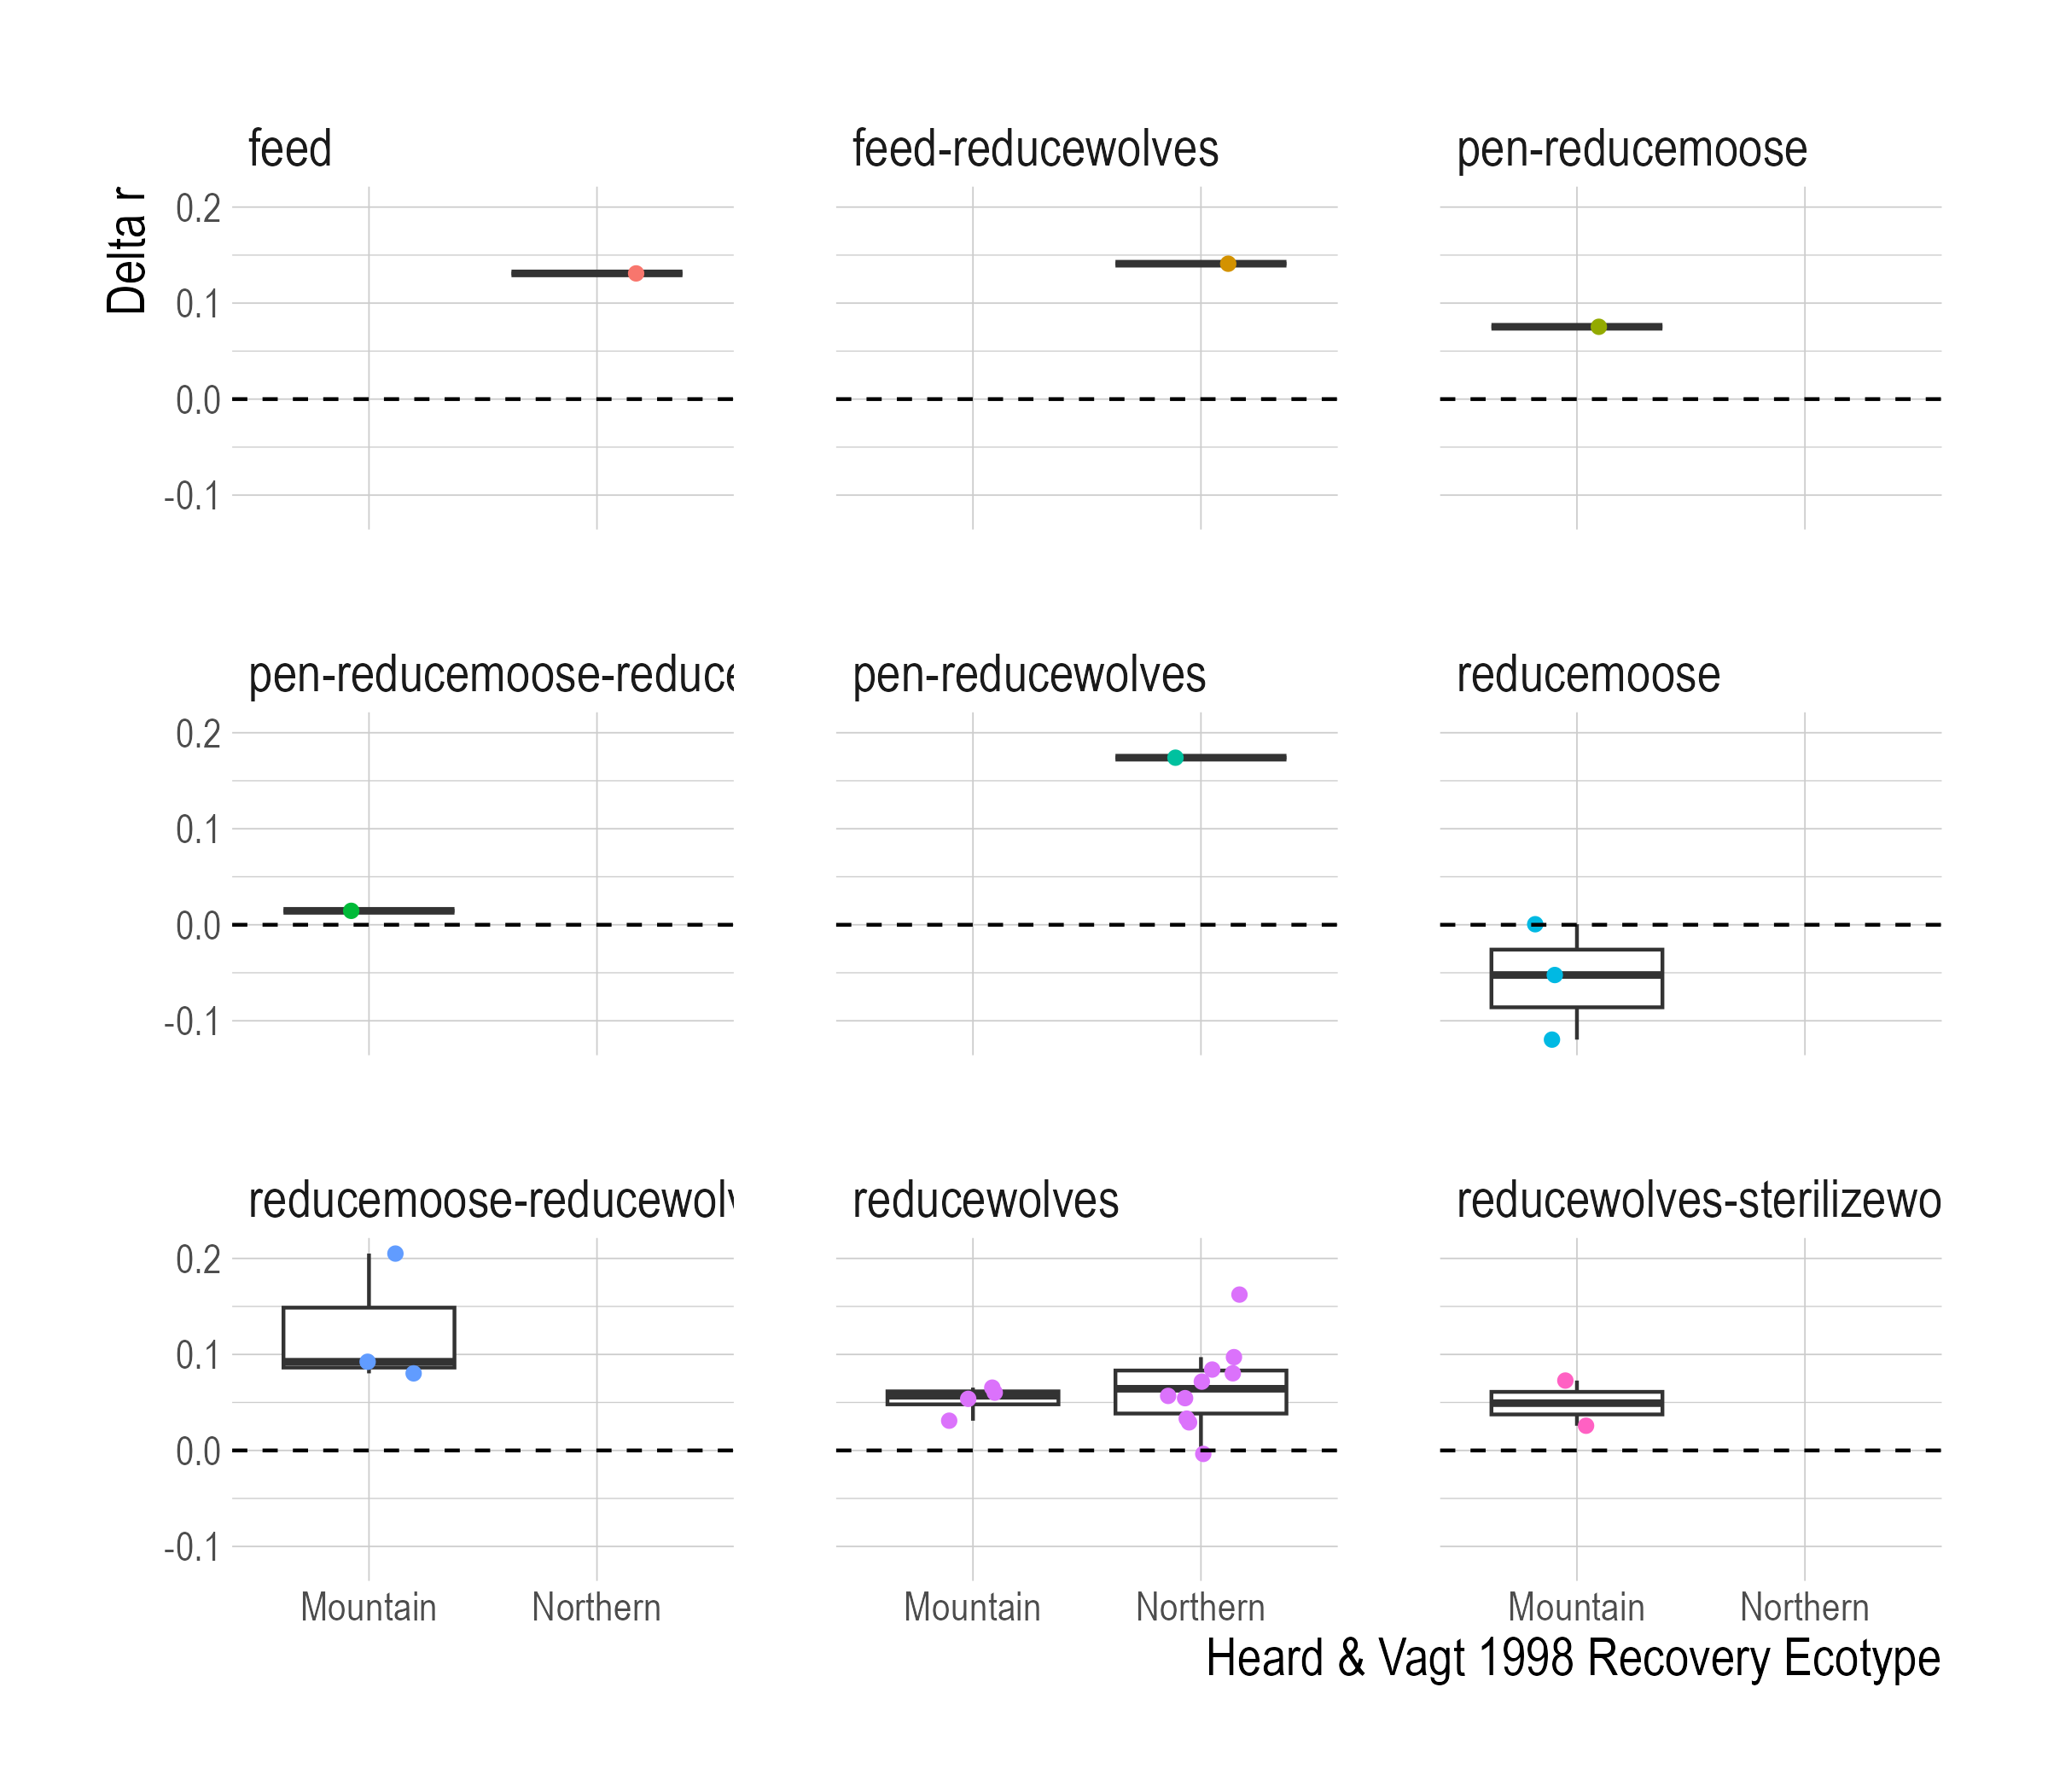 feed
feed-reducewolves
pen-reducemoose
Delta r
0.2
0.1
0.0
-0.1
pen-reducemoose-reduce
pen-reducewolves
reducemoose
0.2
0.1
0.0
-0.1
reducemoose-reducewolv
reducewolves
reducewolves-sterilizewo
0.2
0.1
0.0
-0.1
Mountain Northern
Mountain Northern
Mountain Northern
Heard & Vagt 1998 Recovery Ecotype